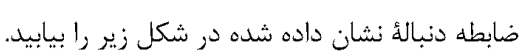 ضابطه دنبالهٔ نشان داده شده در شکل زیر را بیابید.